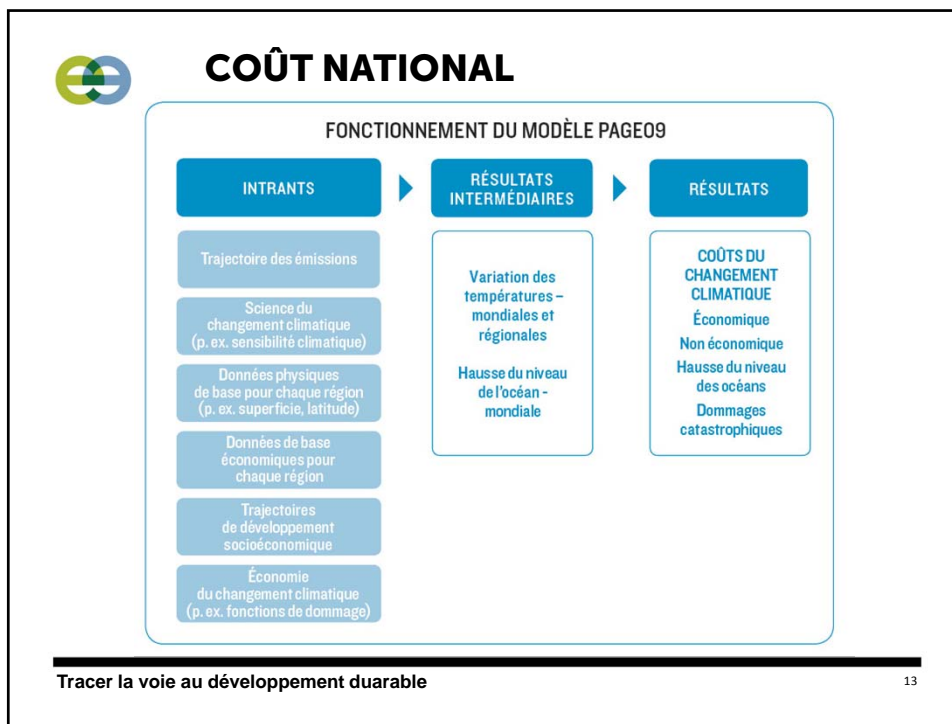 COÛT NATIONAL
FONCTIONNEMENT DU MODÈLE PAGE09
INTRANTS
Trajectoire des émissions
Science du
changement climatique
(p. ex. sensibilité climatique)
Données physiques
de base pour chaque région
(p. ex. superficie, latitude)
Données de base
économiques pour
chaque région
Trajectoires
de développement
socioéconomique
Économie
du changement climatique
(p. ex. fonctions de dommage)
RÉSULTATS
INTERMÉDIAIRES
Variation des
températures –
mondiales et
régionales
Hausse du niveau
de l'océan -
mondiale
RÉSULTATS
COÛTS DU
CHANGEMENT
CLIMATIQUE
Économique
Non économique
Hausse du niveau
des océans
Dommages
catastrophiques
Tracer la voie au développement duarable
13